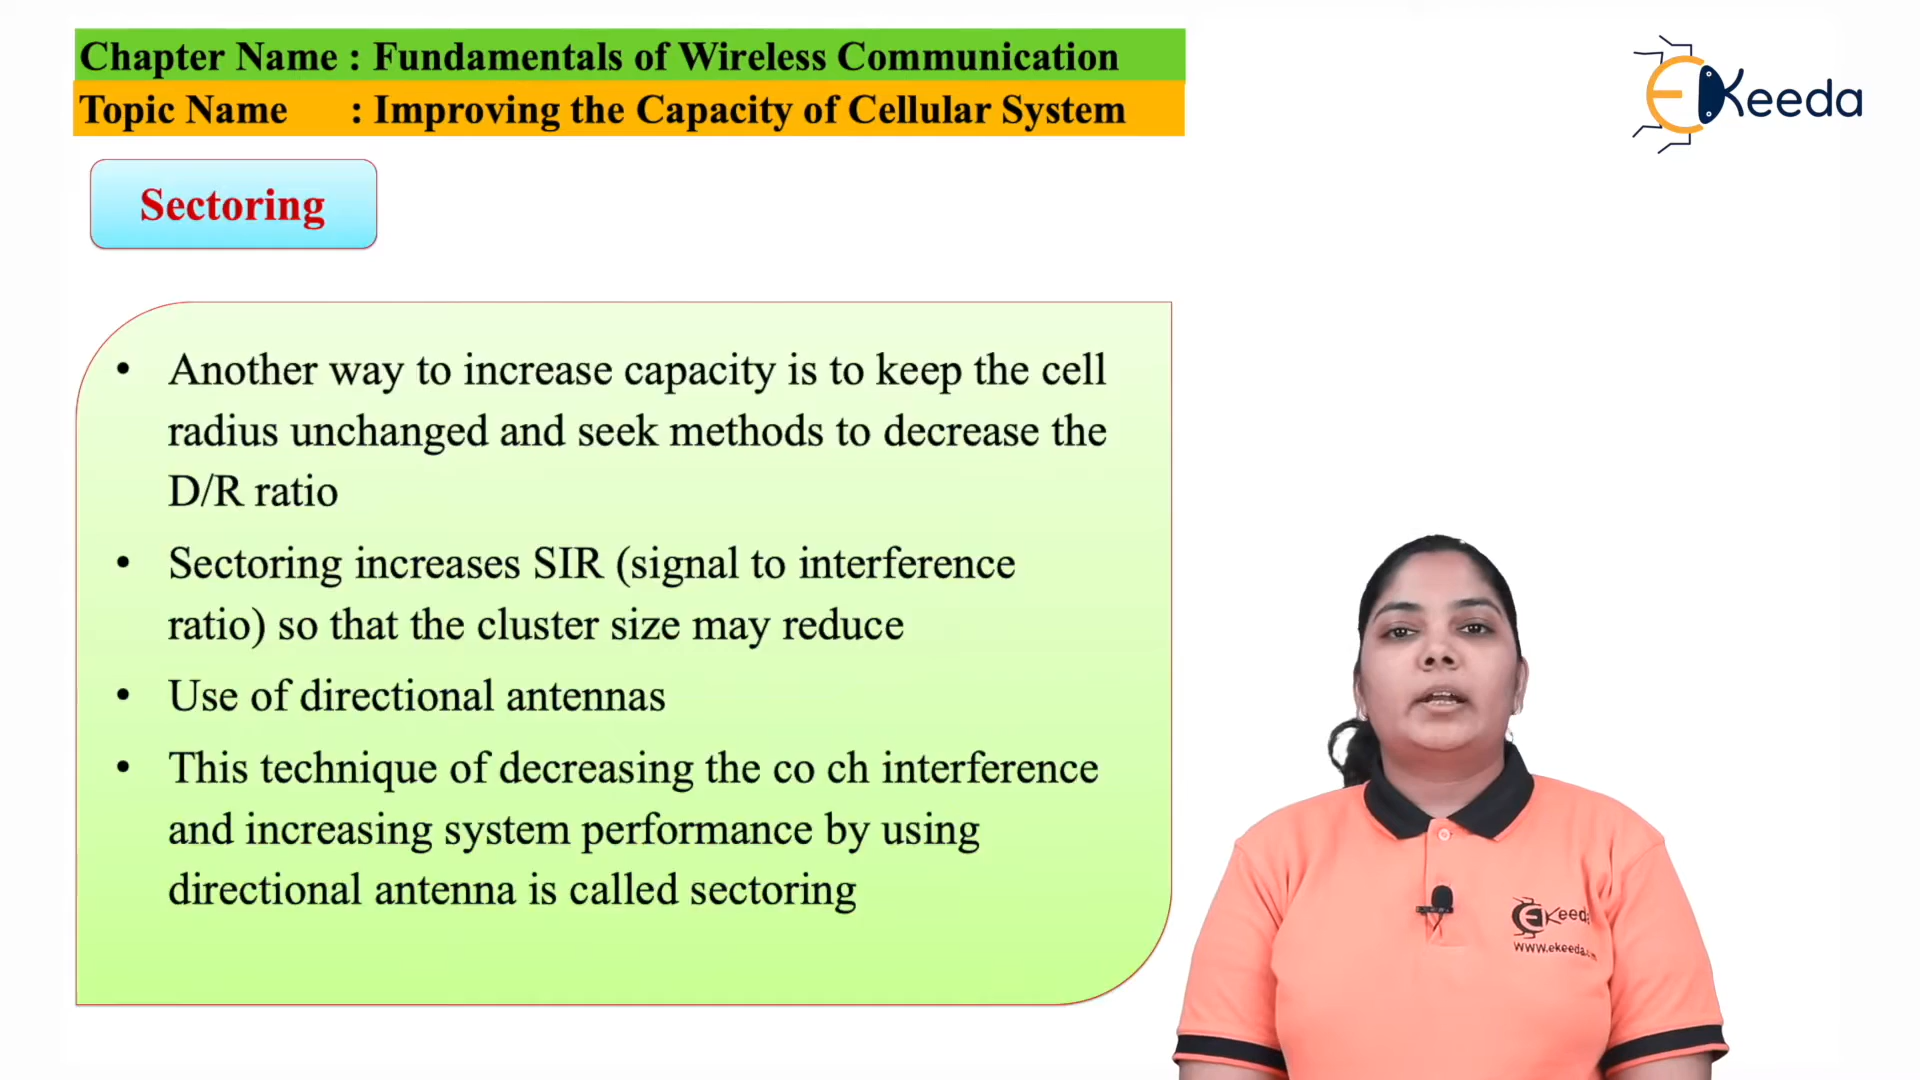 Chapter Name : Fundamentals of Wireless Communication
Topic Name : Improving the Capacity of Cellular System
EKeeda
Sectoring
• Another way to increase capacity is to keep the cell
radius unchanged and seek methods to decrease the
D/R ratio
• Sectoring increases SIR (signal to interference
ratio) so that the cluster size may reduce
• Use of directional antennas
• This technique of decreasing the co ch interference
and increasing system performance by using
directional antenna is called sectoring
EKeeda